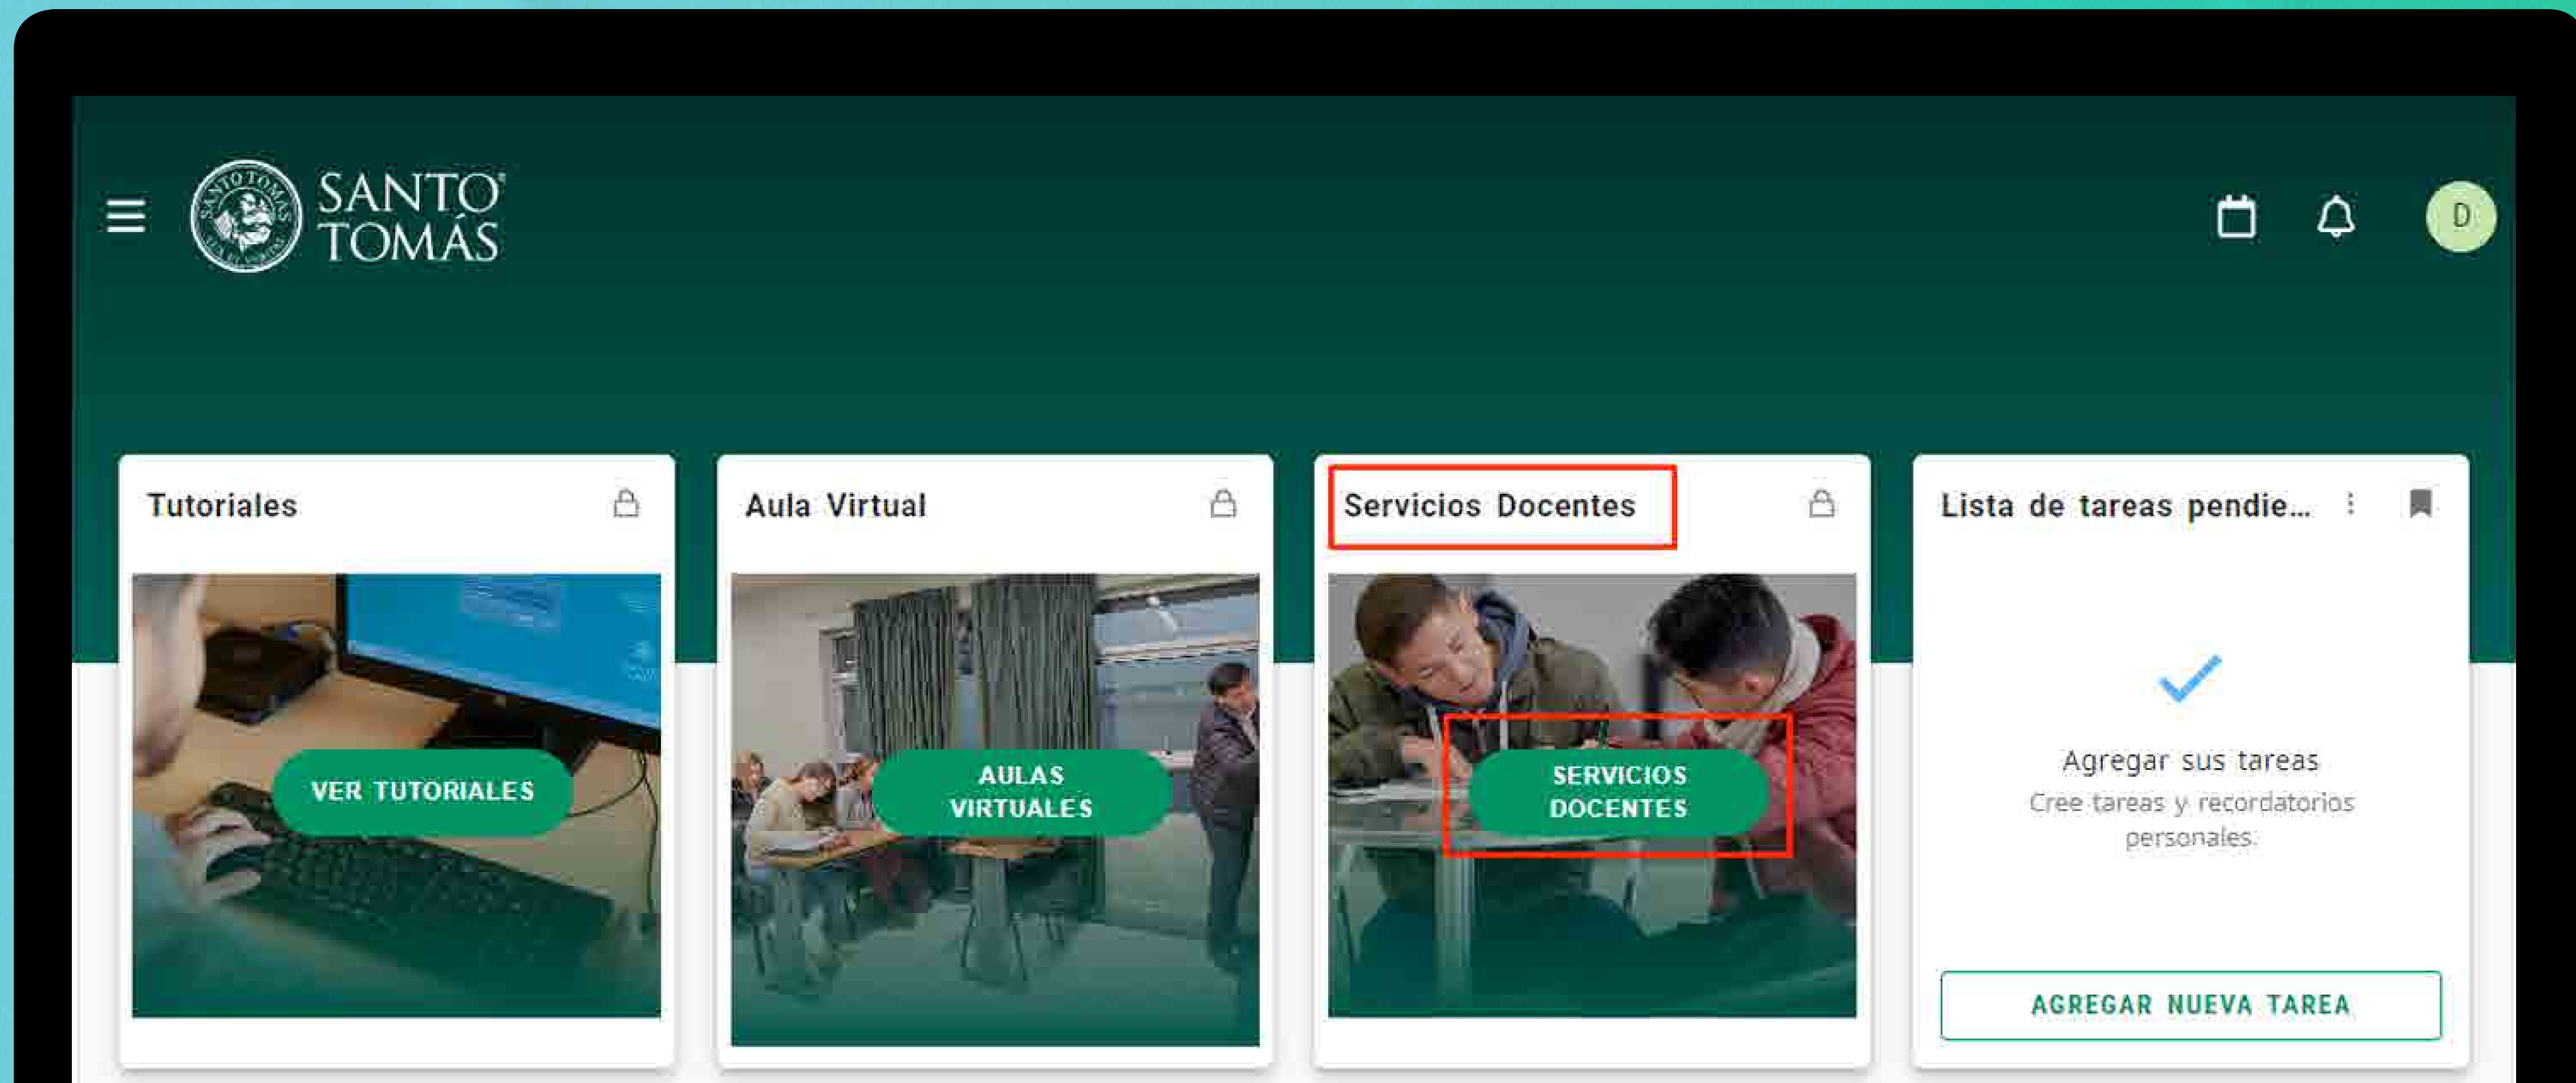 SANTO
TOMÁS
D
Tutoriales
Aula Virtual
Servicios Docentes
Lista de tareas pendie...
VER TUTORIALES
AULAS
VIRTUALES
SERVICIOS
DOCENTES
Agregar sus tareas
Cree tareas y recordatorios
personales.
AGREGAR NUEVA TAREA